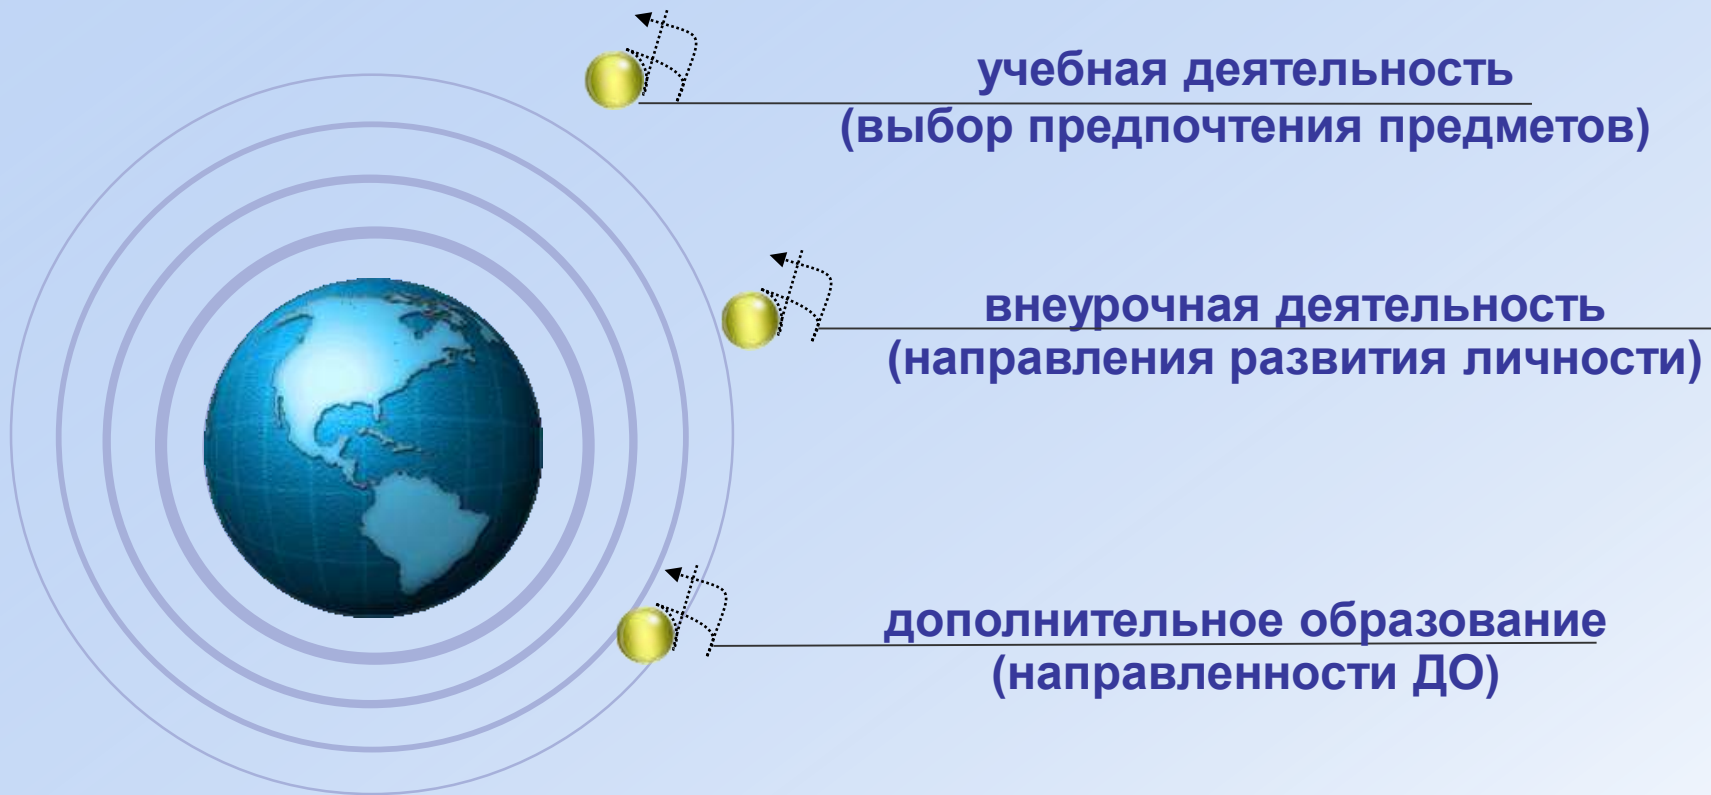 учебная деятельность
(выбор предпочтения предметов)
внеурочная деятельность
(направления развития личности)
дополнительное образование
(направленности ДО)